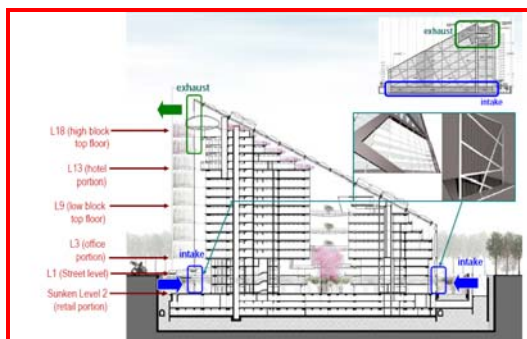 exhaust
intake
exhaust
L18 (high block
top floor)
L13 (hotel
portion)
L9 (low block
top floor)
L3 (office
portion)
L1 (Street level)
Sunken Level 2
(retail portion)
intake
intake